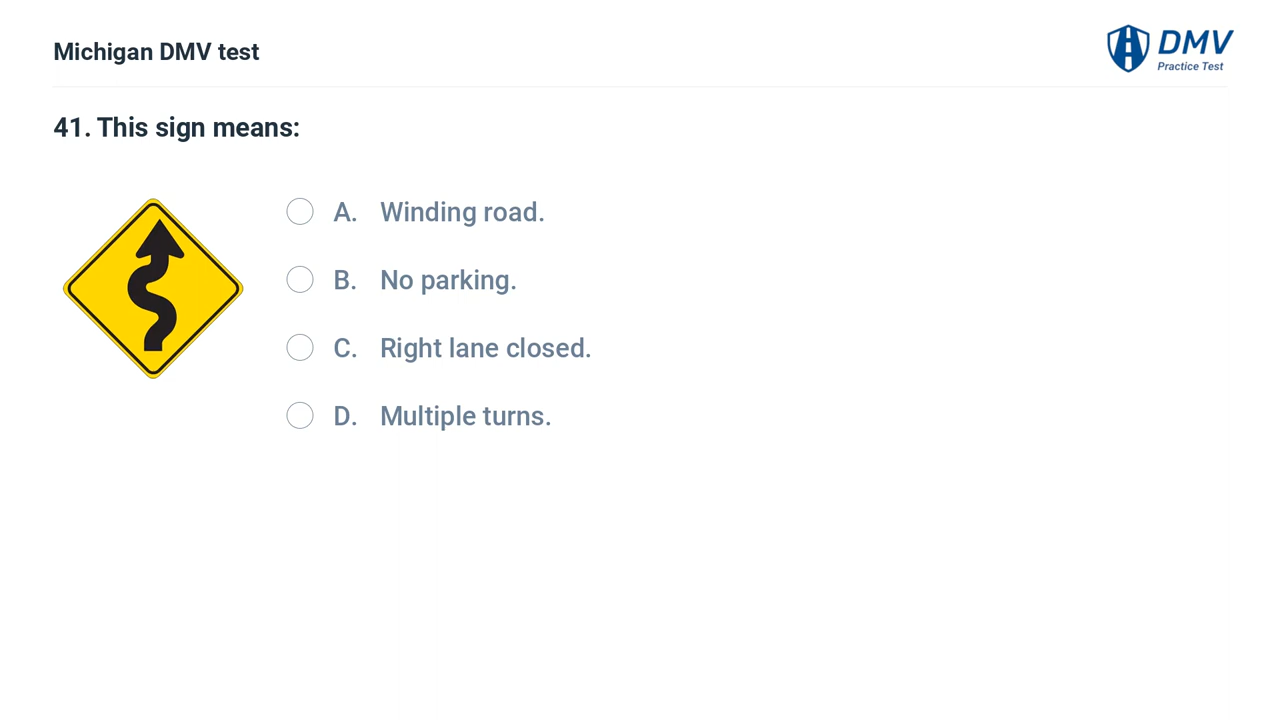 Michigan DMV test
DMV
Practice Test
41. This sign means:
A. Winding road.
B. No parking.
C. Right lane closed.
D. Multiple turns.